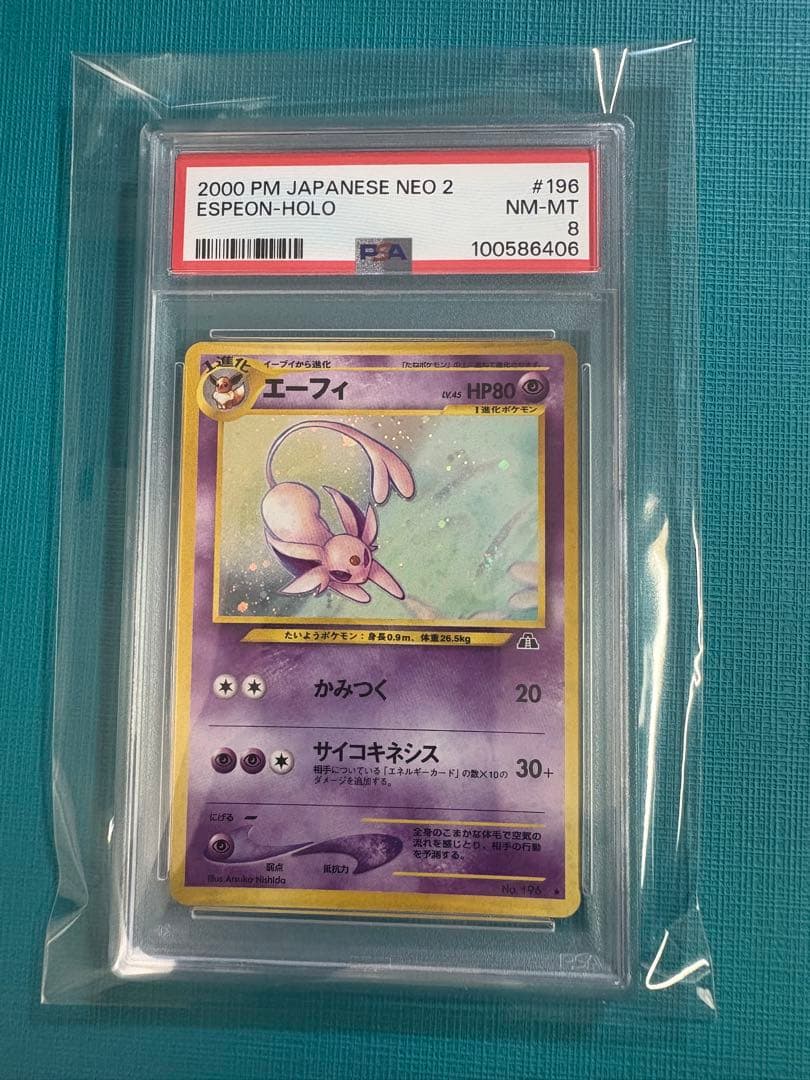 2000 PM JAPANESE NEO 2 #196
ESPEON-HOLO NM-MT
8
PSA 100586406
1進化 イーブイから進化
エーフィ LV.45 HP80
1進化ポケモン
たいようポケモン：身長0.9m、体重26.5kg
かみつく 20
サイコキネシス 30+
相手についている「エネルギーカード」の数×10の
ダメージを追加する。
にげる
全身のこまかな体毛で空気の
流れを感じとり、相手の行動
を予測する。
弱点 抵抗力
Illus.Atsuko Nishida No. 196
PSA